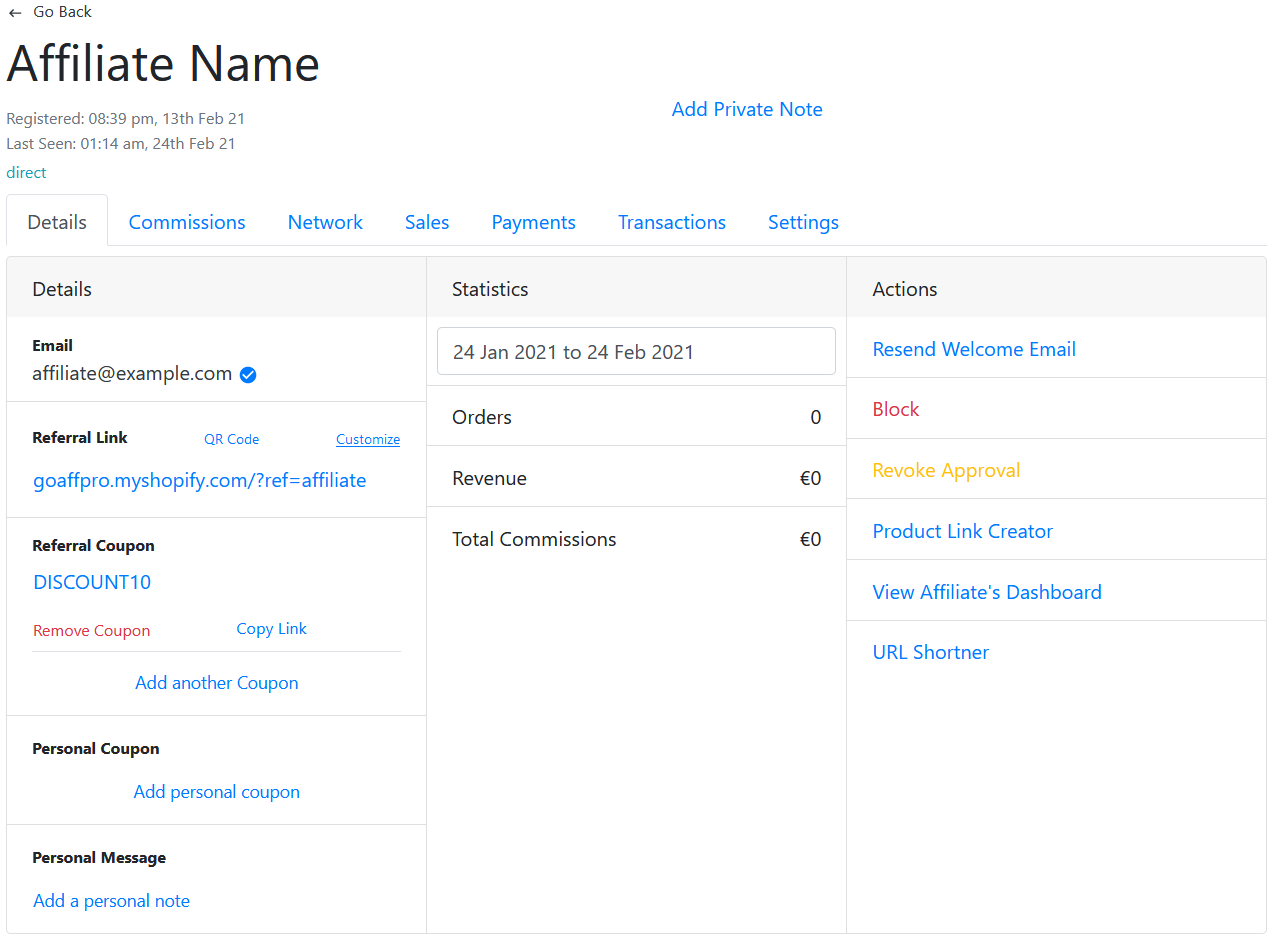 ← Go Back
Affiliate Name
Add Private Note
Registered: 08:39 pm, 13th Feb 21
Last Seen: 01:14 am, 24th Feb 21
direct
Details Commissions Network Sales Payments Transactions Settings
Details
Email
affiliate@example.com
Referral Link QR Code Customize
goaffpro.myshopify.com/?ref=affiliate
Referral Coupon
DISCOUNT10
Remove Coupon Copy Link
Add another Coupon
Personal Coupon
Add personal coupon
Personal Message
Add a personal note
Statistics
24 Jan 2021 to 24 Feb 2021
Orders 0
Revenue €0
Total Commissions €0
Actions
Resend Welcome Email
Block
Revoke Approval
Product Link Creator
View Affiliate's Dashboard
URL Shortner